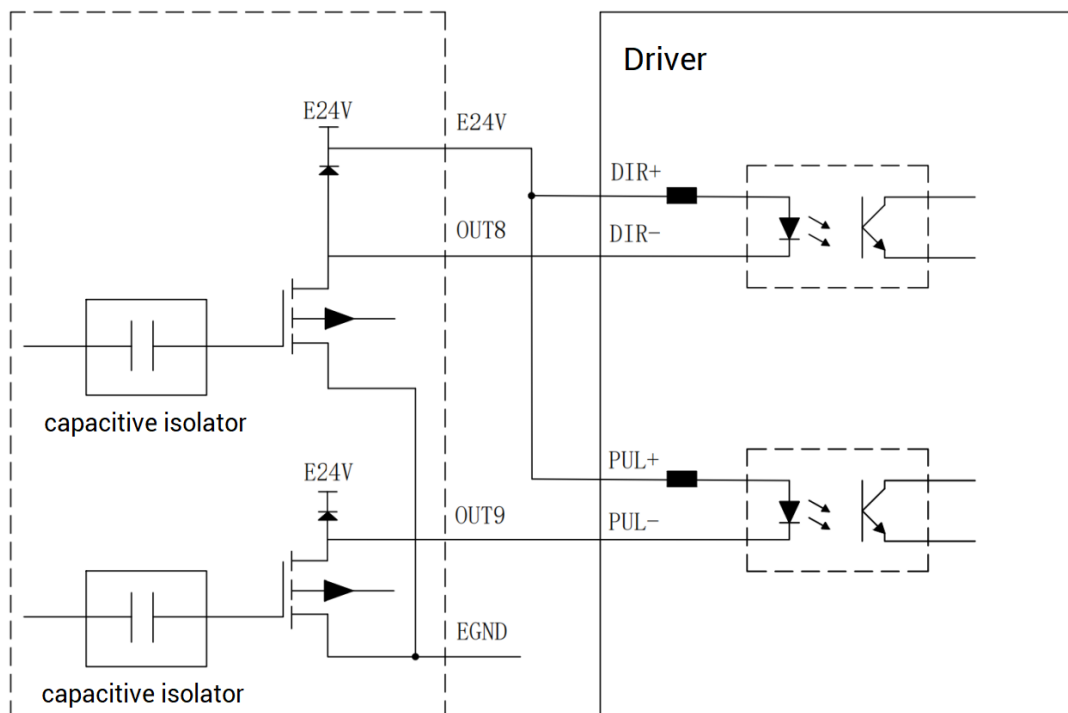 Driver
E24V
E24V
DIR+
OUT8
DIR-
capacitive isolator
E24V
PUL+
OUT9
PUL-
EGND
capacitive isolator